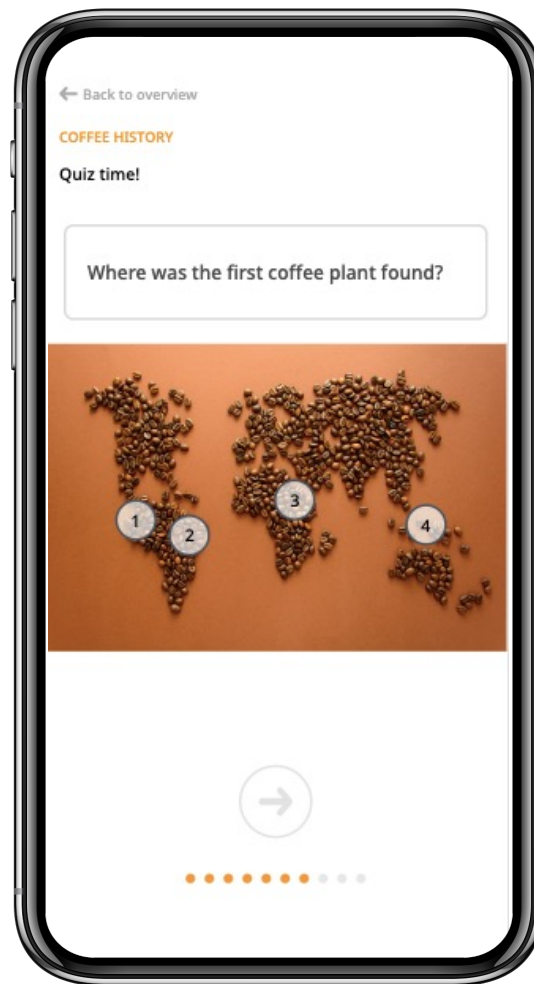 Back to overview
COFFEE HISTORY
Quiz time!
Where was the first coffee plant found?
1
2
3
4